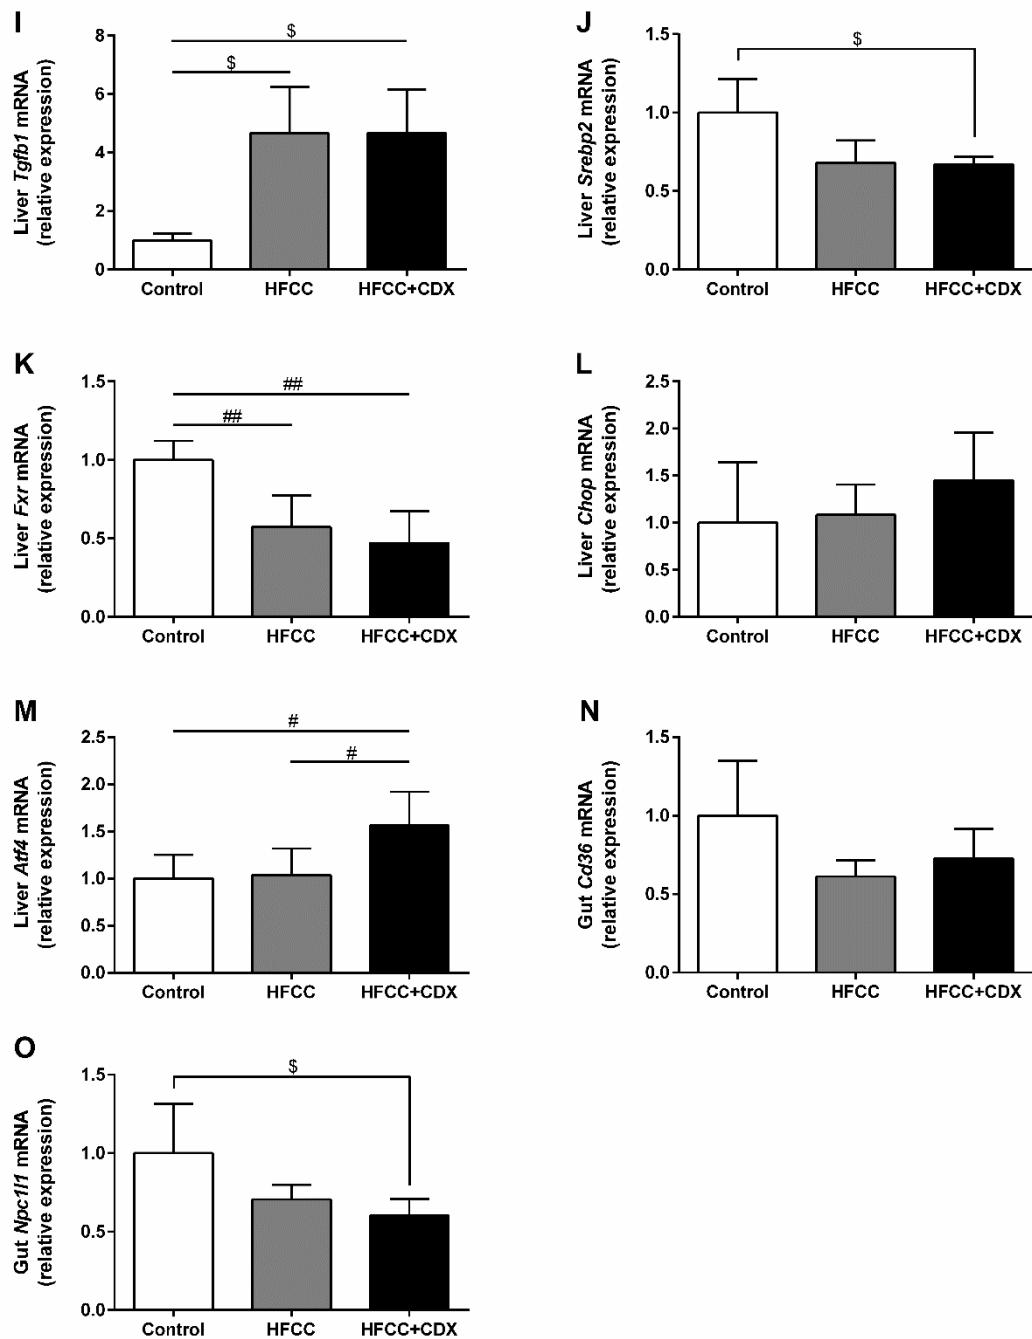 I
Liver Tgfb1 mRNA
(relative expression)
8
6
4
2
0
$
$
Control HFCC HFCC+CDX
J
Liver Srebp2 mRNA
(relative expression)
1.5
1.0
0.5
0.0
$
Control HFCC HFCC+CDX
K
Liver Fxr mRNA
(relative expression)
1.5
1.0
0.5
0.0
##
##
Control HFCC HFCC+CDX
L
Liver Chop mRNA
(relative expression)
2.5
2.0
1.5
1.0
0.5
0.0
Control HFCC HFCC+CDX
M
Liver Atf4 mRNA
(relative expression)
2.5
2.0
1.5
1.0
0.5
0.0
#
#
Control HFCC HFCC+CDX
N
Gut Cd36 mRNA
(relative expression)
1.5
1.0
0.5
0.0
Control HFCC HFCC+CDX
O
Gut Npc1l1 mRNA
(relative expression)
1.5
1.0
0.5
0.0
$
Control HFCC HFCC+CDX